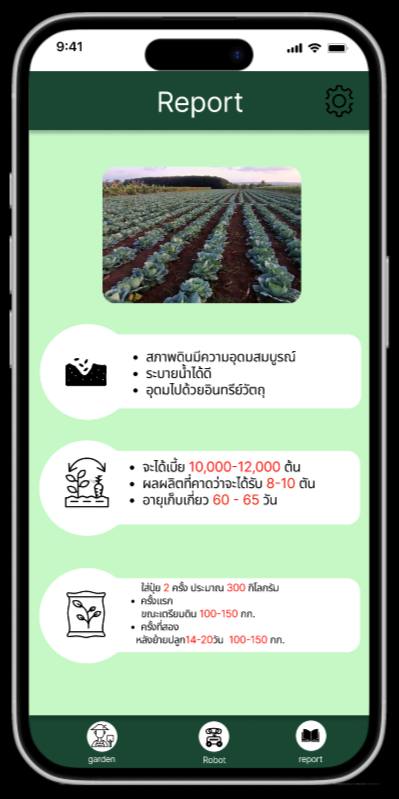 9:41
Report
• สภาพดินมีความอุดมสมบูรณ์
• ระบายน้ำได้ดี
• อุดมไปด้วยอินทรีย์วัตถุ
• จะได้เบี้ย 10,000-12,000 ต้น
• ผลผลิตที่คาดว่าจะได้รับ 8-10 ตัน
• อายุเก็บเกี่ยว 60 - 65 วัน
ใส่ปุ๋ย 2 ครั้ง ประมาณ 300 กิโลกรัม
• ครั้งแรก
ขณะเตรียมดิน 100-150 กก.
• ครั้งที่สอง
หลังย้ายปลูก14-20วัน 100-150 กก.
garden
Robot
report